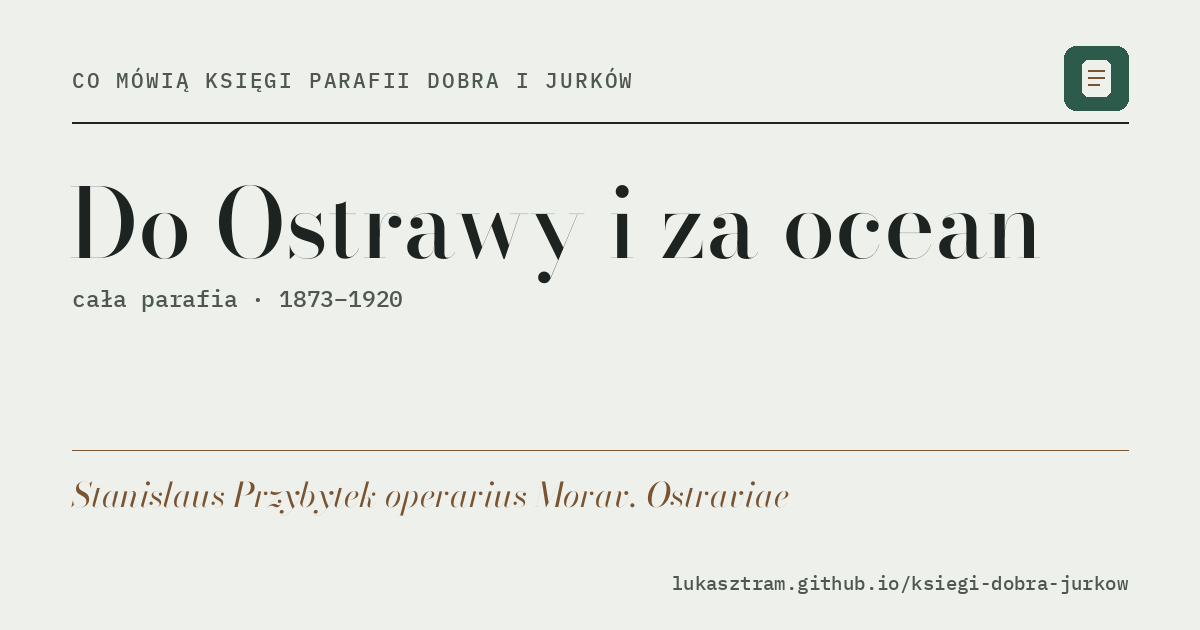 CO MÓWIĄ KSIĘGI PARAFII DOBRA I JURKÓW
Do Ostrawy i za ocean
cała parafia · 1873–1920
Stanislaus Przybytek operarius Morav. Ostraviae
lukasztram.github.io/ksiegi-dobra-jurkow